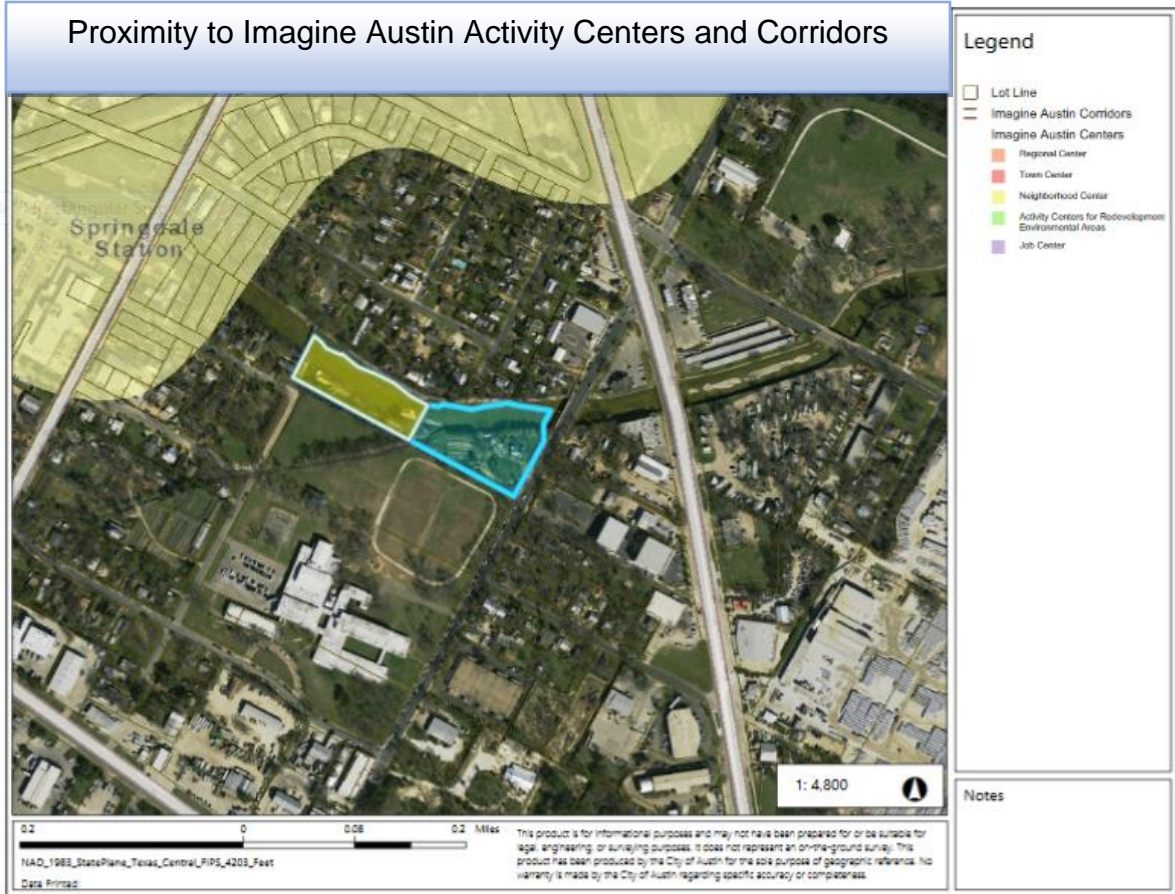 Proximity to Imagine Austin Activity Centers and Corridors
Legend
Lot Line
Imagine Austin Corridors
Imagine Austin Centers
Regional Center
Town Center
Neighborhood Center
Activity Centers for Redevelopment
Environmental Areas
Job Center
Springdale
Station
1: 4,800
Notes
0.2 0 0.08 0.2 Miles
NAD_1983_StatePlane_Texas_Central_FIPS_4203_Feet
Date Printed:
This product is for informational purposes and may not have been prepared for or be suitable for
legal, engineering, or surveying purposes. It does not represent an on-the-ground survey. This
product has been produced by the City of Austin for the sole purpose of geographic reference. No
warranty is made by the City of Austin regarding specific accuracy or completeness.